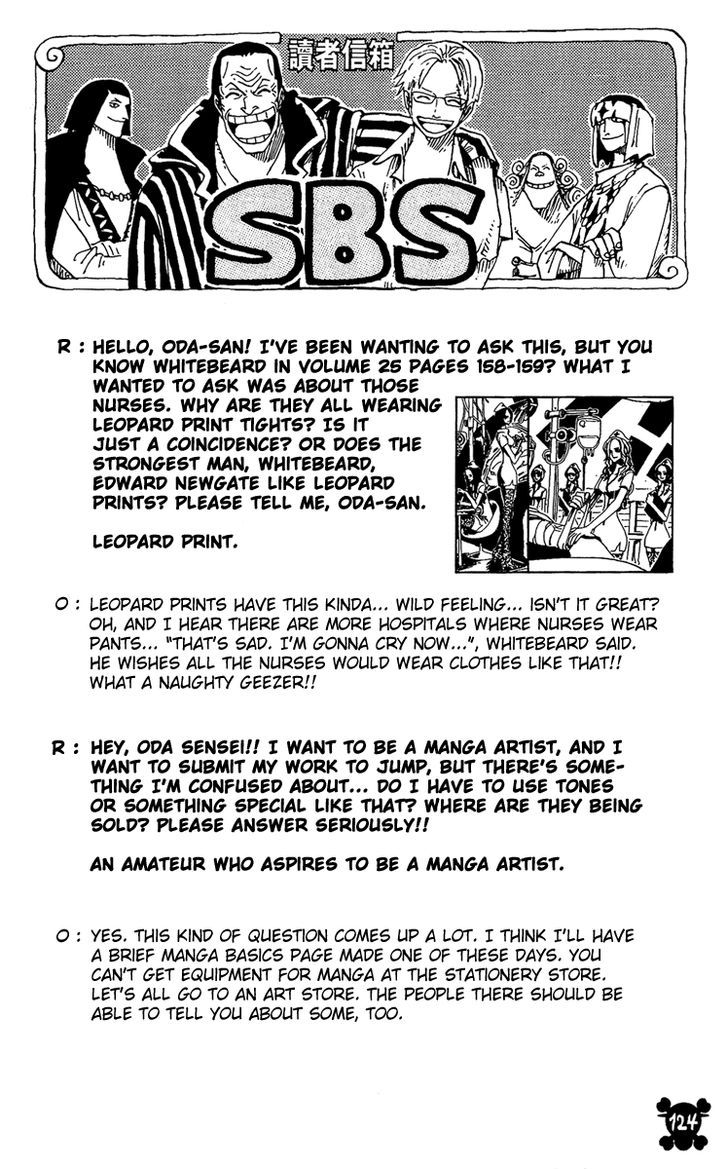 讀者信箱
SBS
R: HELLO, ODA-SAN! I'VE BEEN WANTING TO ASK THIS, BUT YOU
KNOW WHITEBEARD IN VOLUME 25 PAGES 158-159? WHAT I
WANTED TO ASK WAS ABOUT THOSE
NURSES. WHY ARE THEY ALL WEARING
LEOPARD PRINT TIGHTS? IS IT
JUST A COINCIDENCE? OR DOES THE
STRONGEST MAN, WHITEBEARD,
EDWARD NEWGATE LIKE LEOPARD
PRINTS? PLEASE TELL ME, ODA-SAN.
LEOPARD PRINT.
O: LEOPARD PRINTS HAVE THIS KINDA... WILD FEELING... ISN'T IT GREAT?
OH, AND I HEAR THERE ARE MORE HOSPITALS WHERE NURSES WEAR
PANTS... "THAT'S SAD. I'M GONNA CRY NOW...", WHITEBEARD SAID.
HE WISHES ALL THE NURSES WOULD WEAR CLOTHES LIKE THAT!!
WHAT A NAUGHTY GEEZER!!
R: HEY, ODA SENSEI!! I WANT TO BE A MANGA ARTIST, AND I
WANT TO SUBMIT MY WORK TO JUMP, BUT THERE'S SOME-
THING I'M CONFUSED ABOUT... DO I HAVE TO USE TONES
OR SOMETHING SPECIAL LIKE THAT? WHERE ARE THEY BEING
SOLD? PLEASE ANSWER SERIOUSLY!!
AN AMATEUR WHO ASPIRES TO BE A MANGA ARTIST.
O: YES. THIS KIND OF QUESTION COMES UP A LOT. I THINK I'LL HAVE
A BRIEF MANGA BASICS PAGE MADE ONE OF THESE DAYS. YOU
CAN'T GET EQUIPMENT FOR MANGA AT THE STATIONERY STORE.
LET'S ALL GO TO AN ART STORE. THE PEOPLE THERE SHOULD BE
ABLE TO TELL YOU ABOUT SOME, TOO.
124